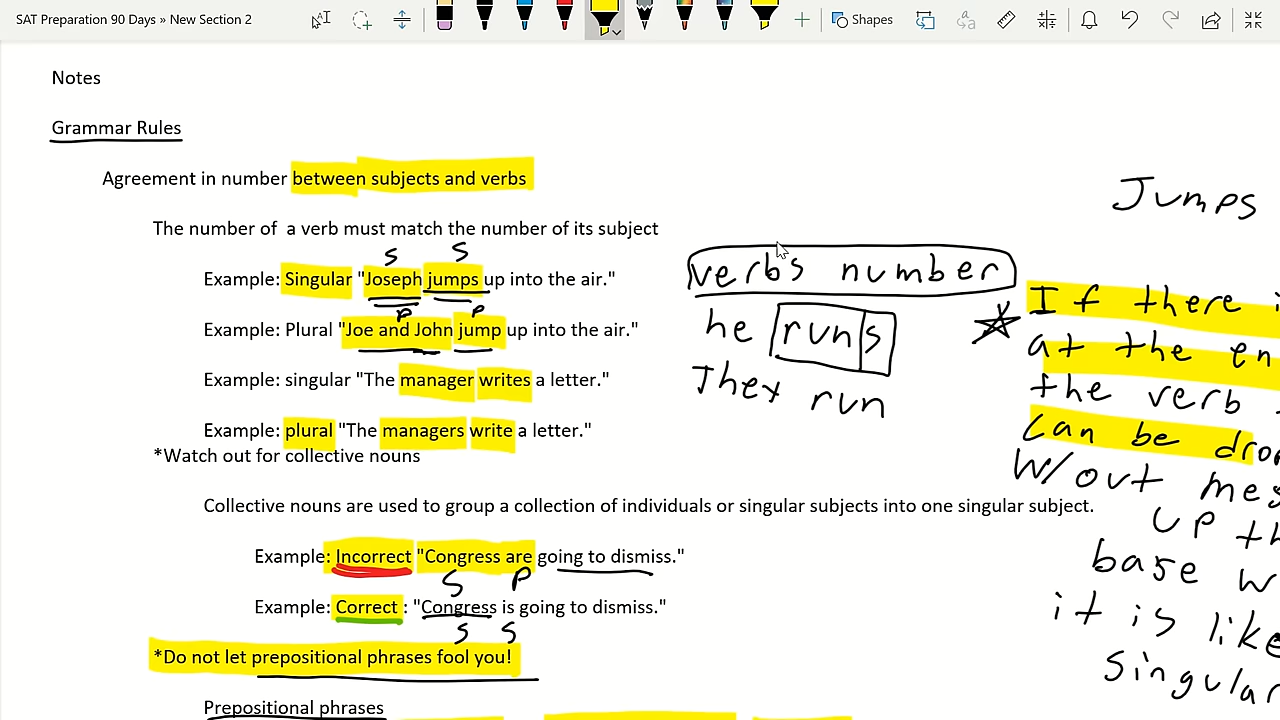 SAT Preparation 90 Days » New Section 2
Shapes
Notes
Grammar Rules
Agreement in number between subjects and verbs
The number of a verb must match the number of its subject
S S
Example: Singular "Joseph jumps up into the air."
P P
Example: Plural "Joe and John jump up into the air."
Example: singular "The manager writes a letter."
Example: plural "The managers write a letter."
*Watch out for collective nouns
Collective nouns are used to group a collection of individuals or singular subjects into one singular subject.
Example: Incorrect "Congress are going to dismiss."
S P
Example: Correct : "Congress is going to dismiss."
S S
*Do not let prepositional phrases fool you!
Prepositional phrases
verbs number
he runs
They run
Jumps
If there i
at the en
the verb
can be dro
w/out mes
up th
base w
it is like
singular